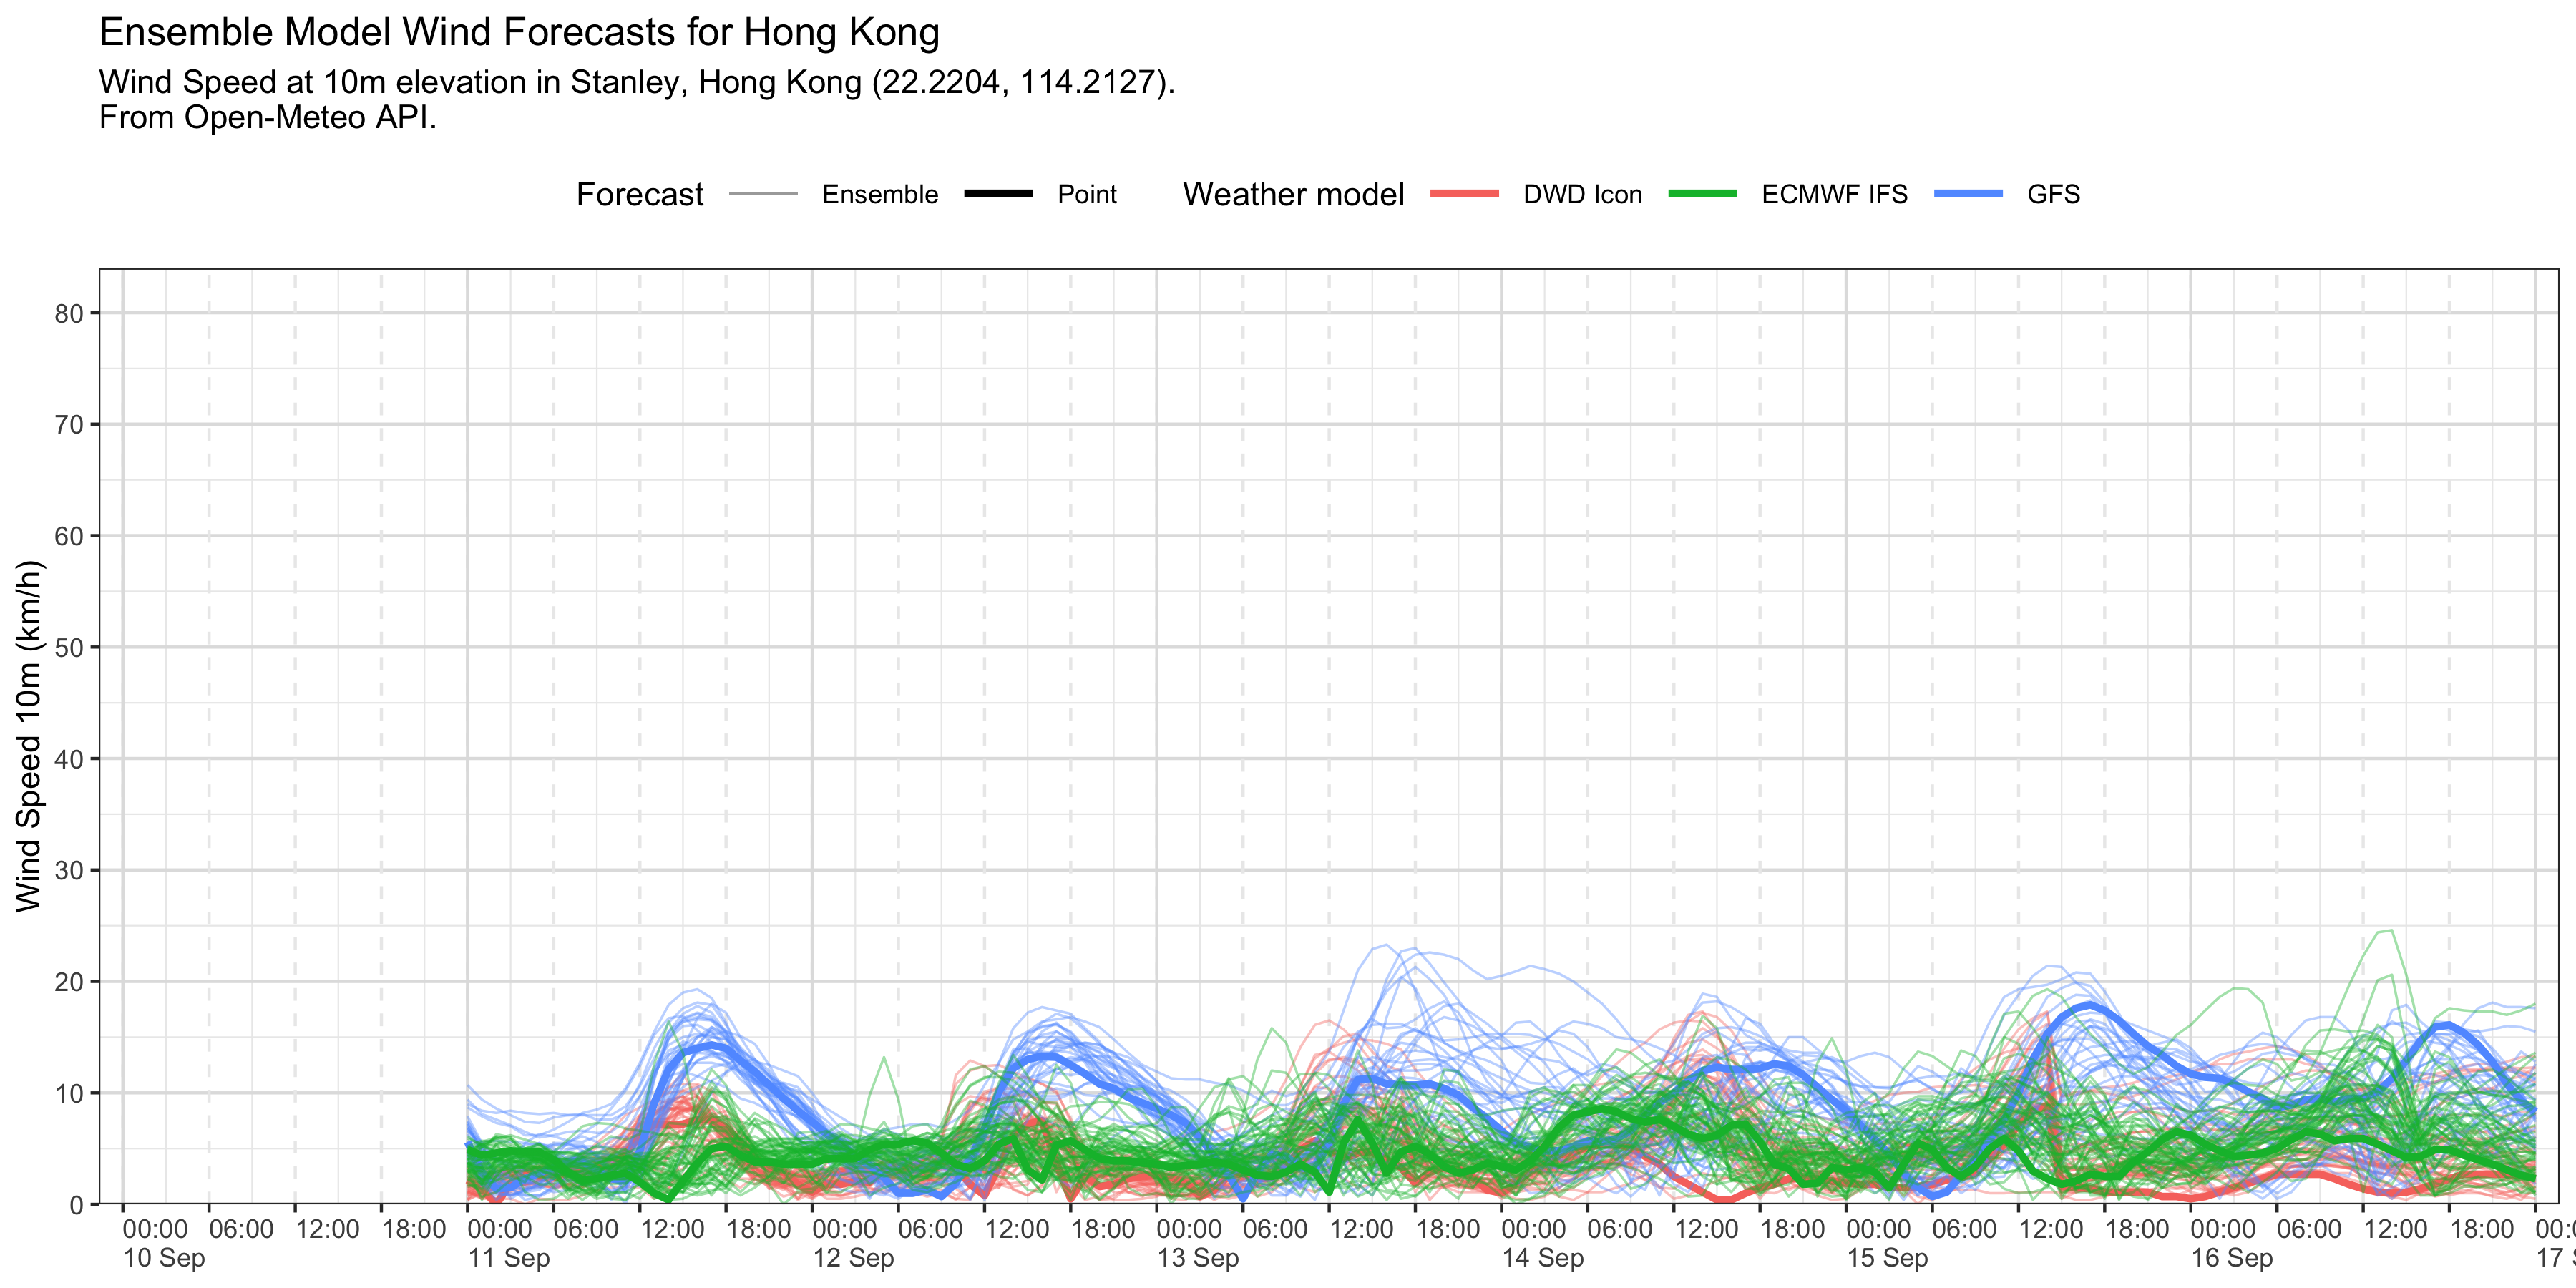 Ensemble Model Wind Forecasts for Hong Kong
Wind Speed at 10m elevation in Stanley, Hong Kong (22.2204, 114.2127).
From Open-Meteo API.
Forecast Ensemble Point Weather model DWD Icon ECMWF IFS GFS
Wind Speed 10m (km/h)
80
70
60
50
40
30
20
10
0
00:00 06:00 12:00 18:00 00:00 06:00 12:00 18:00 00:00 06:00 12:00 18:00 00:00 06:00 12:00 18:00 00:00 06:00 12:00 18:00 00:00 06:00 12:00 18:00 00:00 06:00 12:00 18:00
10 Sep 11 Sep 12 Sep 13 Sep 14 Sep 15 Sep 16 Sep 17